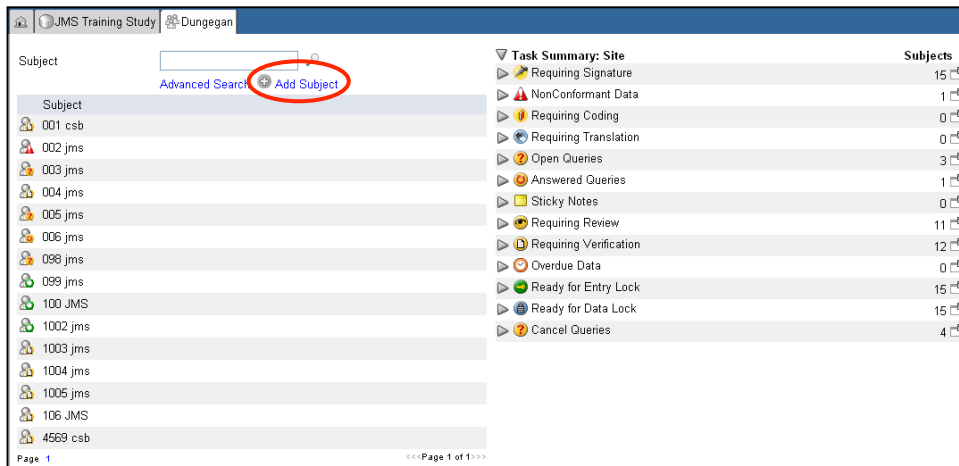 JMS Training Study Dungegan
Subject
Advanced Search Add Subject
Subject
001 csb
002 jms
003 jms
004 jms
005 jms
006 jms
098 jms
099 jms
100 JMS
1002 jms
1003 jms
1004 jms
1005 jms
106 JMS
4569 csb
Page 1 <<<Page 1 of 1>>>
Task Summary: Site Subjects
Requiring Signature 15
NonConformant Data 1
Requiring Coding 0
Requiring Translation 0
Open Queries 3
Answered Queries 1
Sticky Notes 0
Requiring Review 11
Requiring Verification 12
Overdue Data 0
Ready for Entry Lock 15
Ready for Data Lock 15
Cancel Queries 4